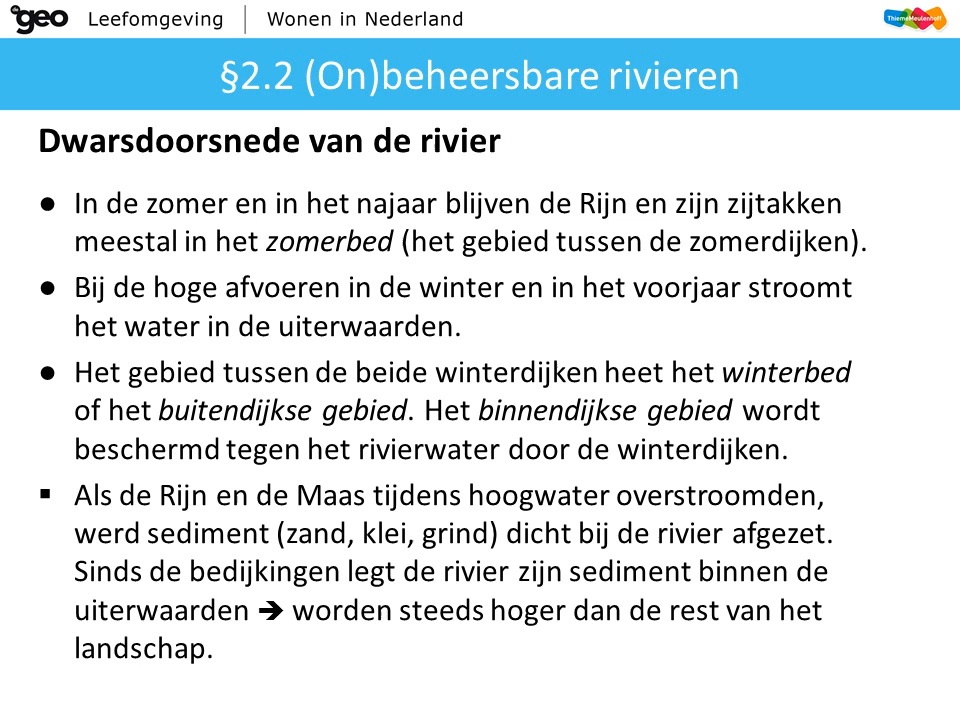 de geo Leefomgeving Wonen in Nederland ThiemeMeulenhoff
§2.2 (On)beheersbare rivieren
Dwarsdoorsnede van de rivier
● In de zomer en in het najaar blijven de Rijn en zijn zijtakken
meestal in het zomerbed (het gebied tussen de zomerdijken).
● Bij de hoge afvoeren in de winter en in het voorjaar stroomt
het water in de uiterwaarden.
● Het gebied tussen de beide winterdijken heet het winterbed
of het buitendijkse gebied. Het binnendijkse gebied wordt
beschermd tegen het rivierwater door de winterdijken.
▪ Als de Rijn en de Maas tijdens hoogwater overstroomden,
werd sediment (zand, klei, grind) dicht bij de rivier afgezet.
Sinds de bedijkingen legt de rivier zijn sediment binnen de
uiterwaarden ➔ worden steeds hoger dan de rest van het
landschap.